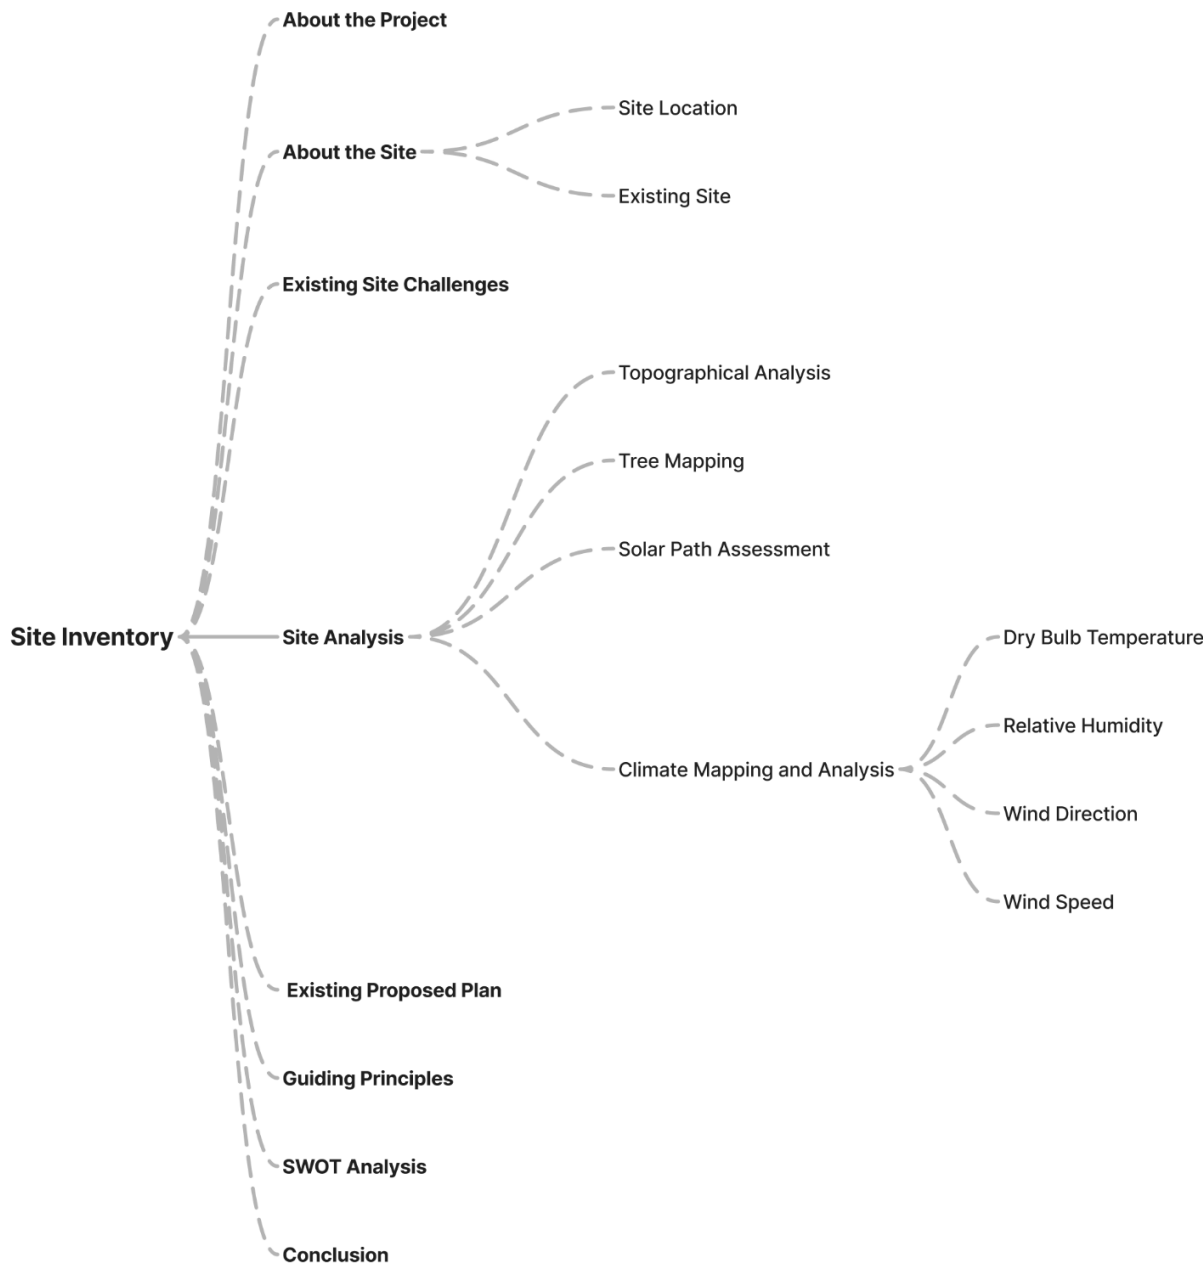 About the Project
Site Location
About the Site
Existing Site
Existing Site Challenges
Topographical Analysis
Tree Mapping
Solar Path Assessment
Site Inventory
Site Analysis
Dry Bulb Temperature
Relative Humidity
Climate Mapping and Analysis
Wind Direction
Wind Speed
Existing Proposed Plan
Guiding Principles
SWOT Analysis
Conclusion